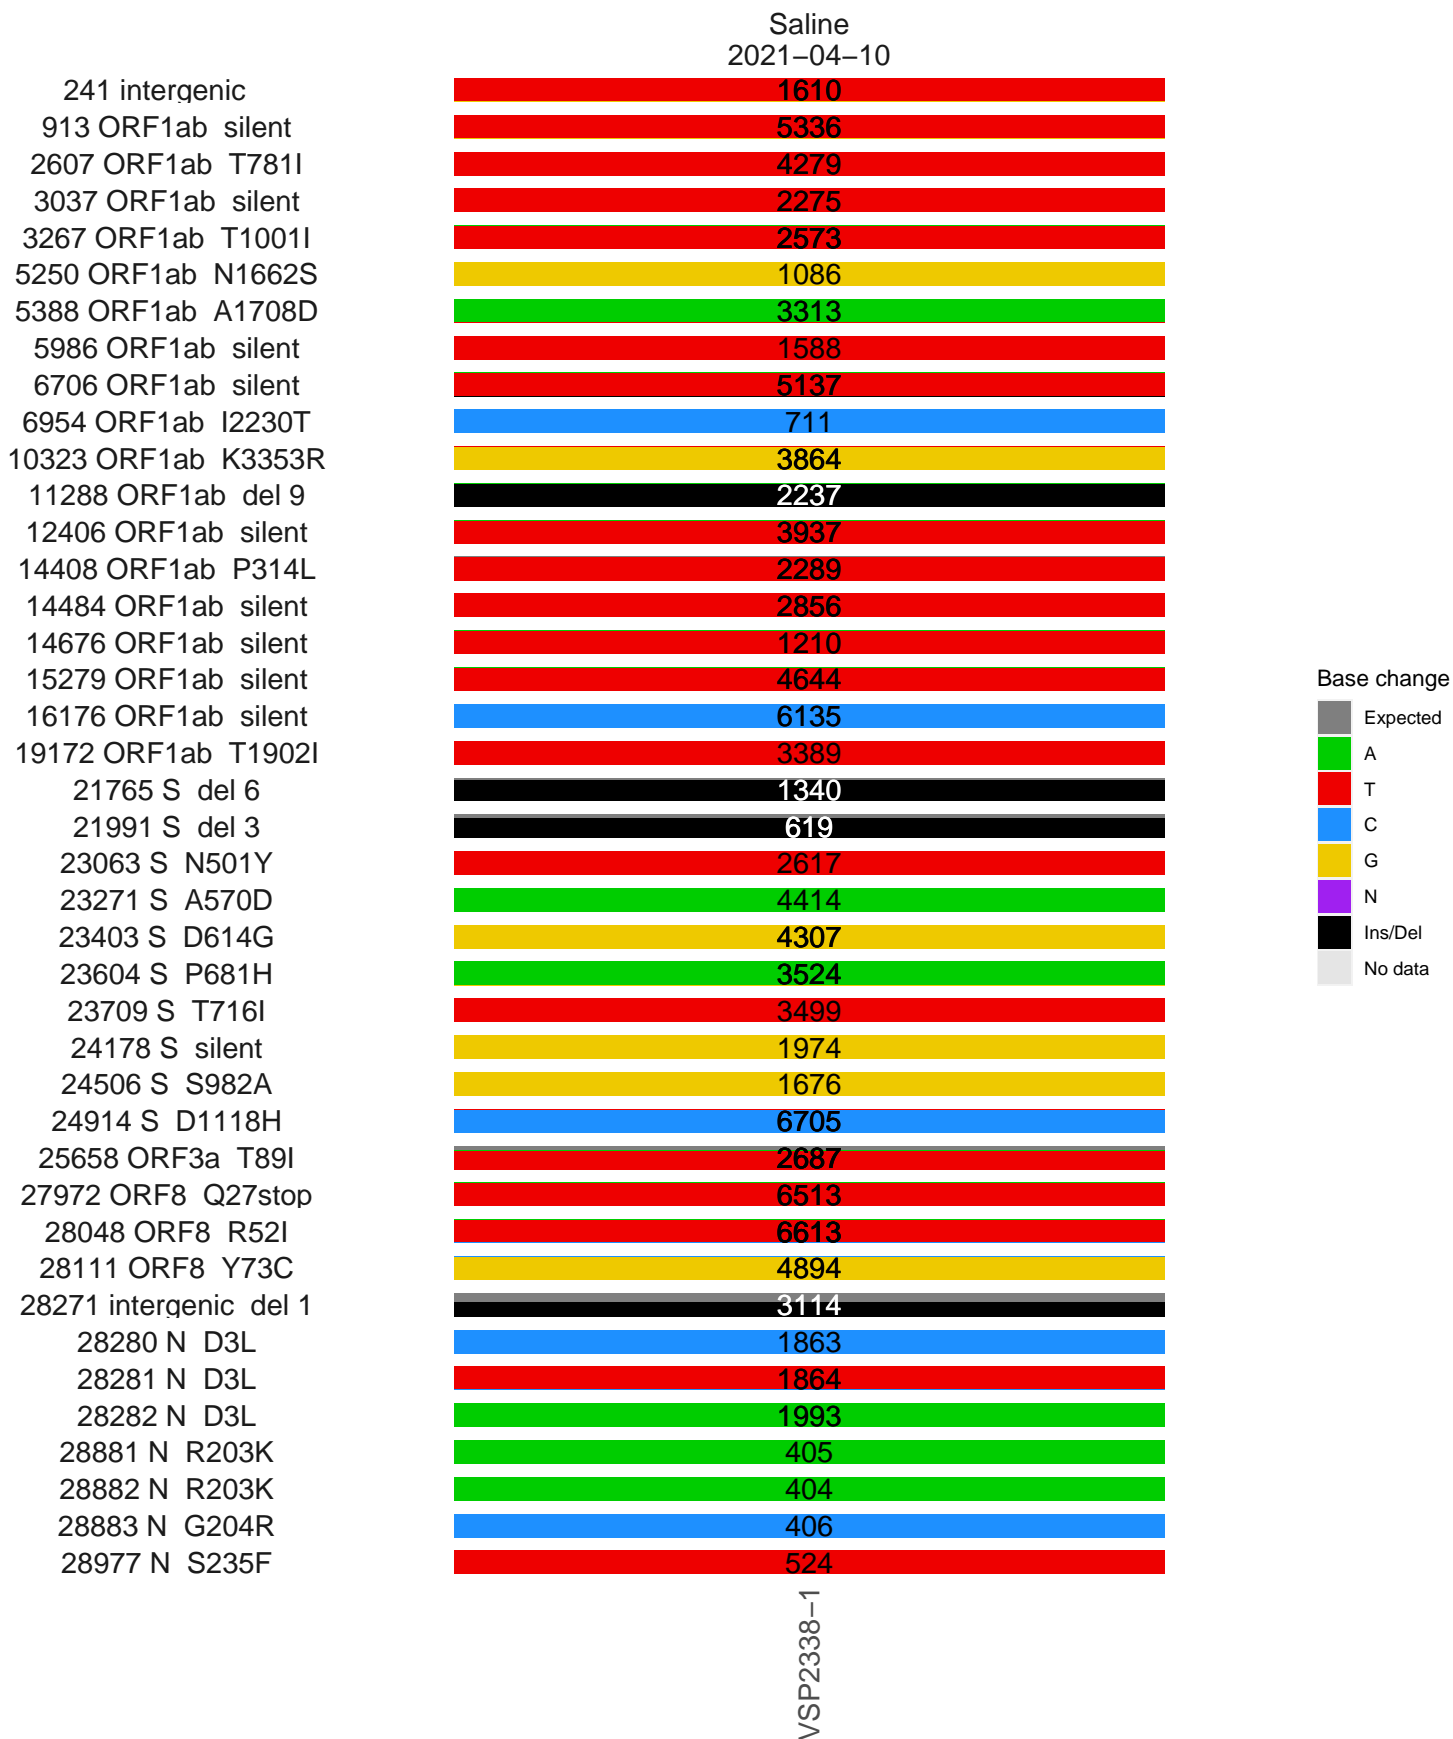 Saline
2021−04−10
241 intergenic 1610
913 ORF1ab silent 5336
2607 ORF1ab T781I 4279
3037 ORF1ab silent 2275
3267 ORF1ab T1001I 2573
5250 ORF1ab N1662S 1086
5388 ORF1ab A1708D 3313
5986 ORF1ab silent 1588
6706 ORF1ab silent 5137
6954 ORF1ab I2230T 711
10323 ORF1ab K3353R 3864
11288 ORF1ab del 9 2237
12406 ORF1ab silent 3937
14408 ORF1ab P314L 2289
14484 ORF1ab silent 2856
14676 ORF1ab silent 1210
15279 ORF1ab silent 4644
16176 ORF1ab silent 6135
19172 ORF1ab T1902I 3389
21765 S del 6 1340
21991 S del 3 619
23063 S N501Y 2617
23271 S A570D 4414
23403 S D614G 4307
23604 S P681H 3524
23709 S T716I 3499
24178 S silent 1974
24506 S S982A 1676
24914 S D1118H 6705
25658 ORF3a T89I 2687
27972 ORF8 Q27stop 6513
28048 ORF8 R52I 6613
28111 ORF8 Y73C 4894
28271 intergenic del 1 3114
28280 N D3L 1863
28281 N D3L 1864
28282 N D3L 1993
28881 N R203K 405
28882 N R203K 404
28883 N G204R 406
28977 N S235F 524
VSP2338−1
Base change
Expected
A
T
C
G
N
Ins/Del
No data